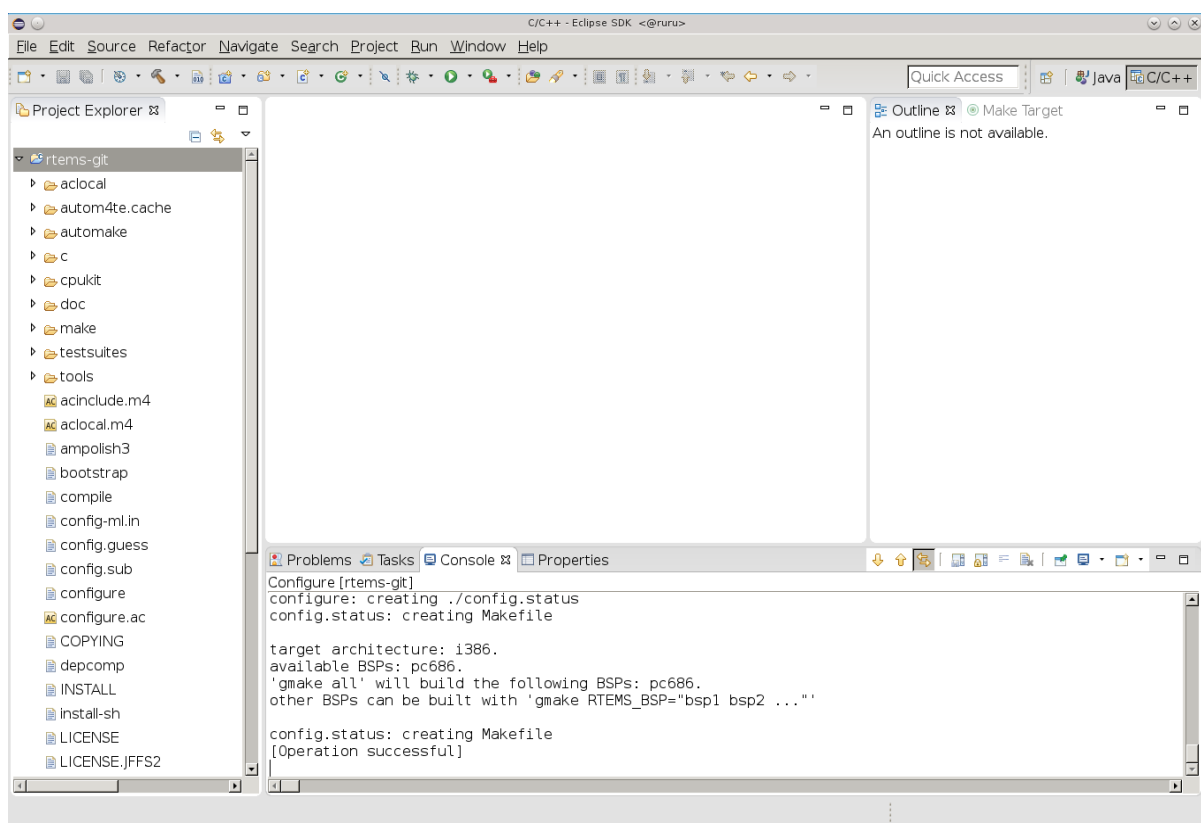 C/C++ - Eclipse SDK <@ruru>
File Edit Source Refactor Navigate Search Project Run Window Help
Quick Access Java C/C++
Project Explorer
rtems-git
aclocal
autom4te.cache
automake
c
cpukit
doc
make
testsuites
tools
acinclude.m4
aclocal.m4
ampolish3
bootstrap
compile
config-ml.in
config.guess
config.sub
configure
configure.ac
COPYING
depcomp
INSTALL
install-sh
LICENSE
LICENSE.JFFS2
Outline Make Target
An outline is not available.
Problems Tasks Console Properties
Configure [rtems-git]
configure: creating ./config.status
config.status: creating Makefile
target architecture: i386.
available BSPs: pc686.
'gmake all' will build the following BSPs: pc686.
other BSPs can be built with 'gmake RTEMS_BSP="bsp1 bsp2 ..."'
config.status: creating Makefile
[Operation successful]